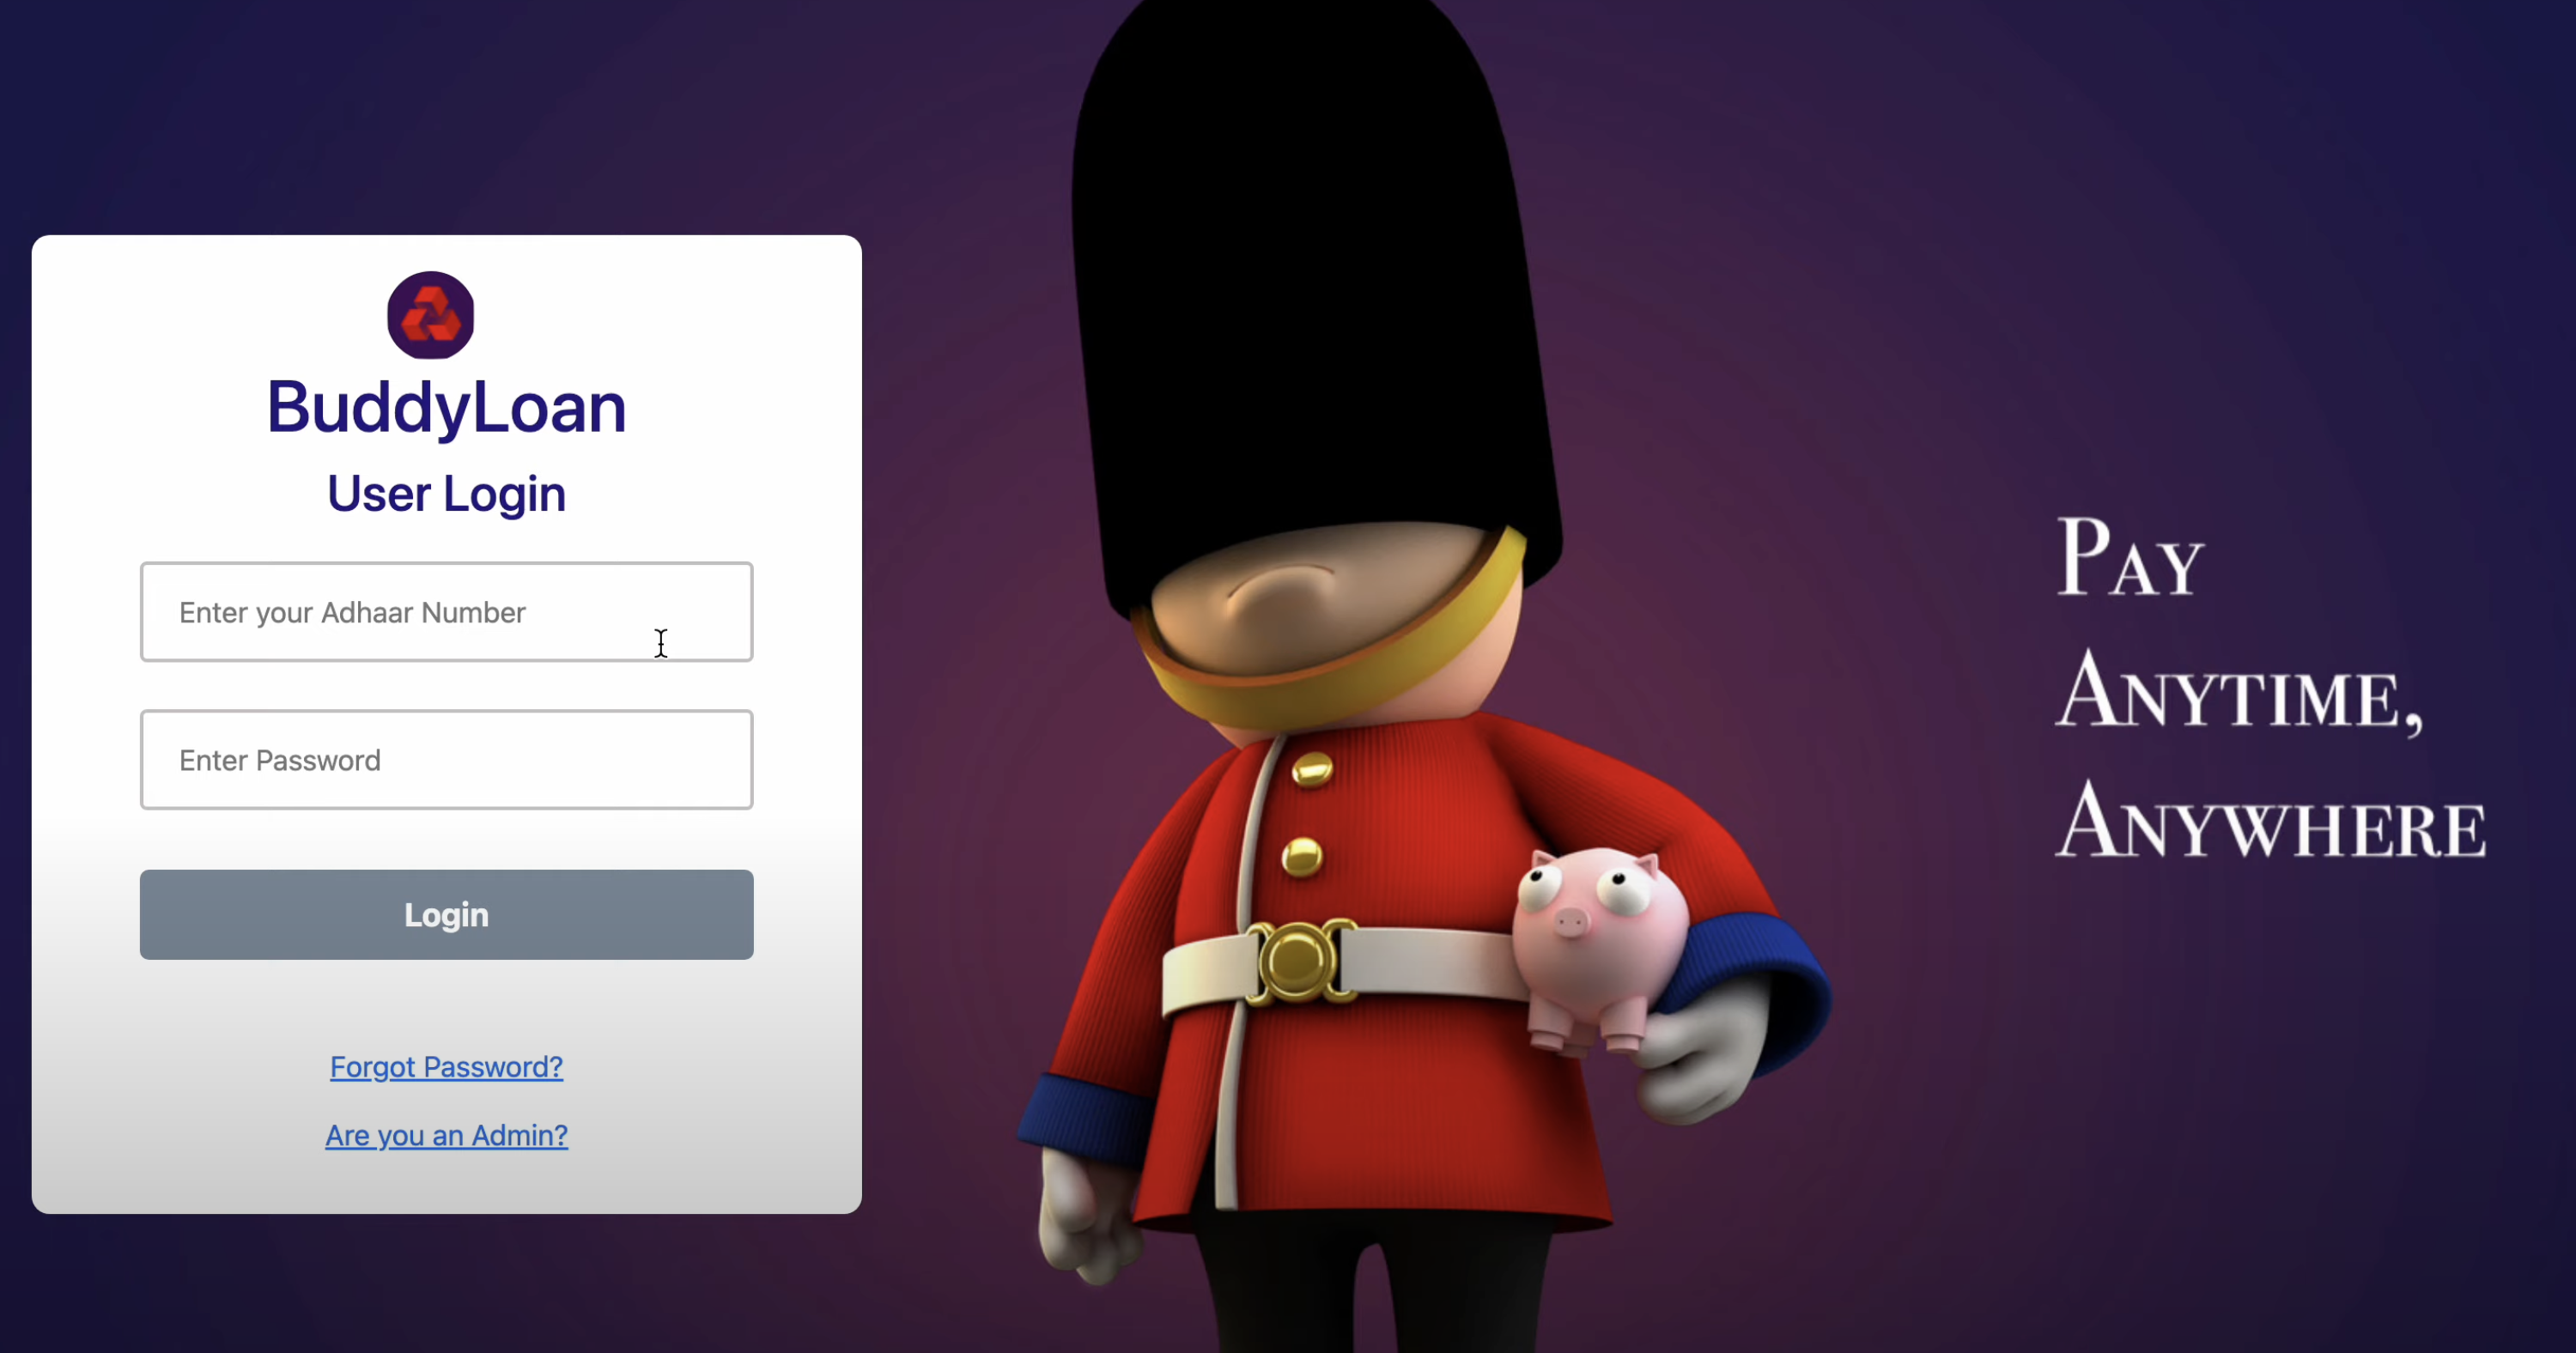 BuddyLoan
User Login
Enter your Adhaar Number
Enter Password
Login
Forgot Password?
Are you an Admin?
Pay
Anytime,
Anywhere